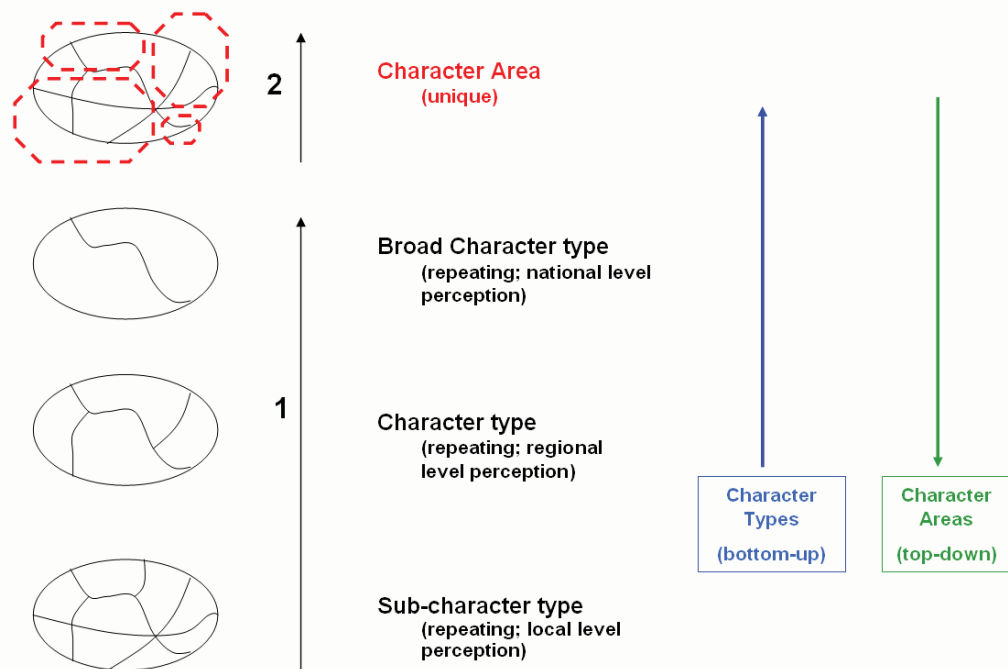 2
Character Area
(unique)
Broad Character type
(repeating; national level
perception)
1
Character type
(repeating; regional
level perception)
Character
Types
(bottom-up)
Character
Areas
(top-down)
Sub-character type
(repeating; local level
perception)